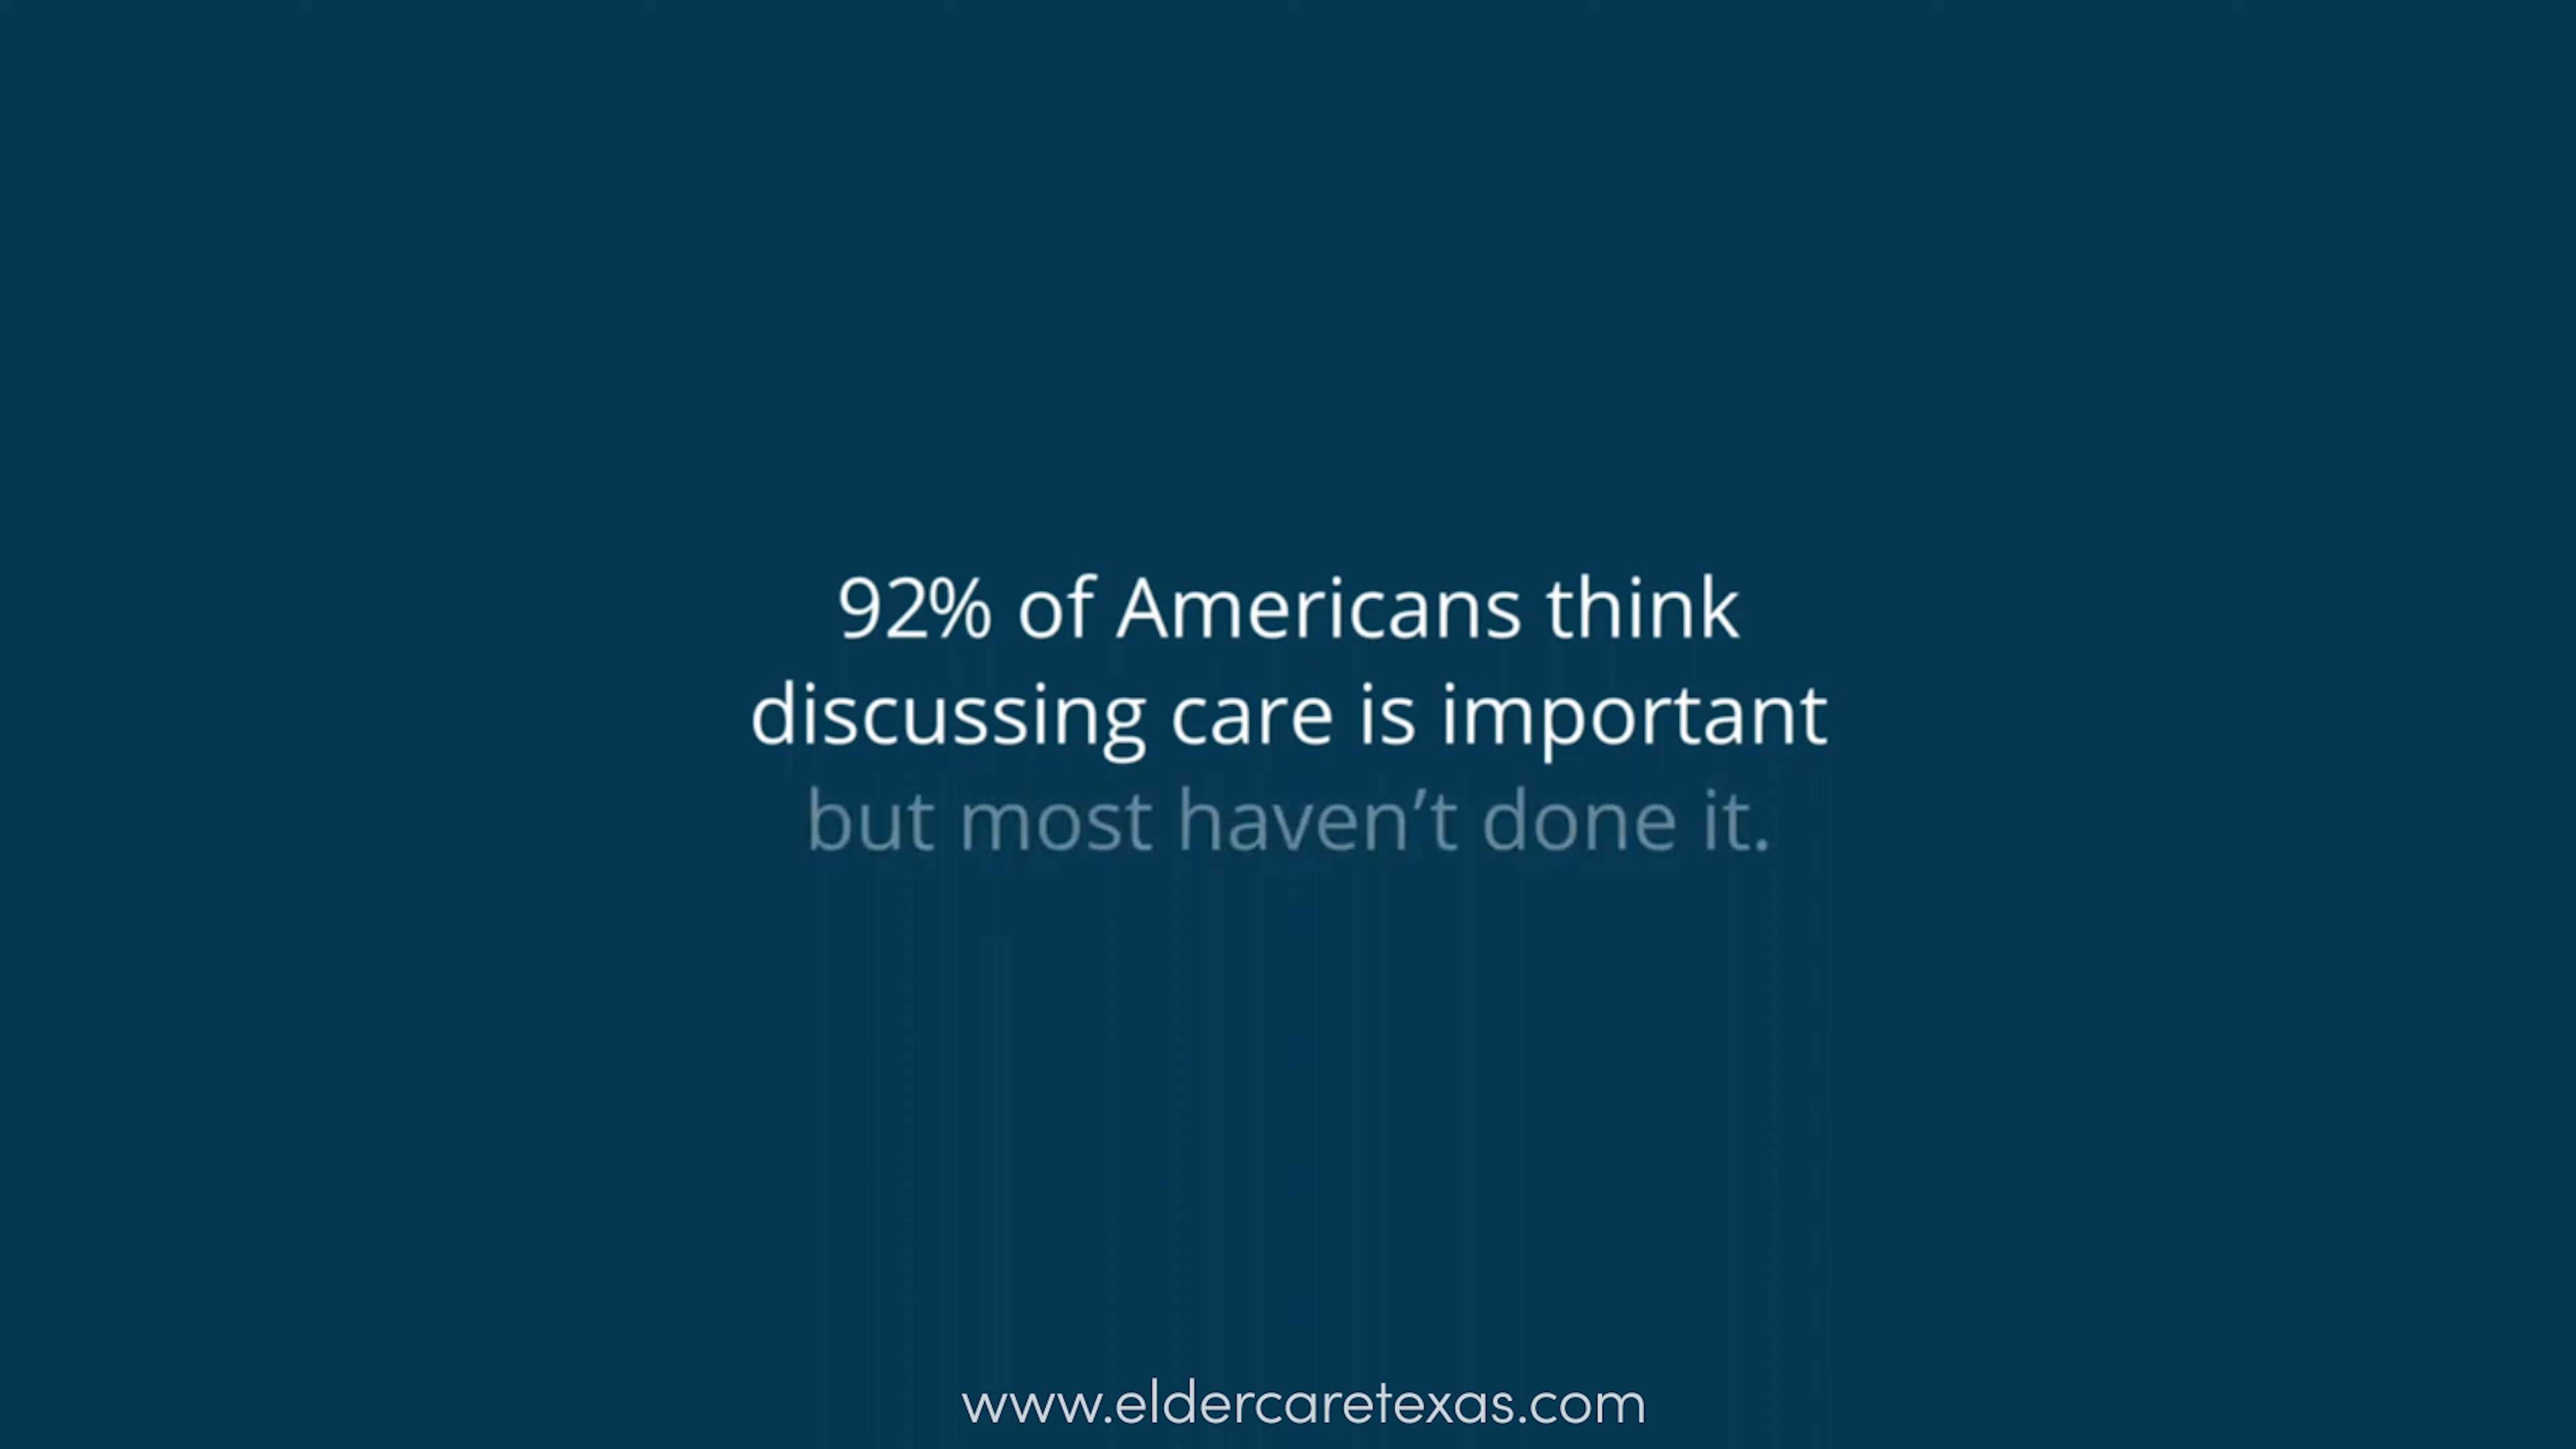 92% of Americans think
discussing care is important
but most haven’t done it.
www.eldercaretexas.com